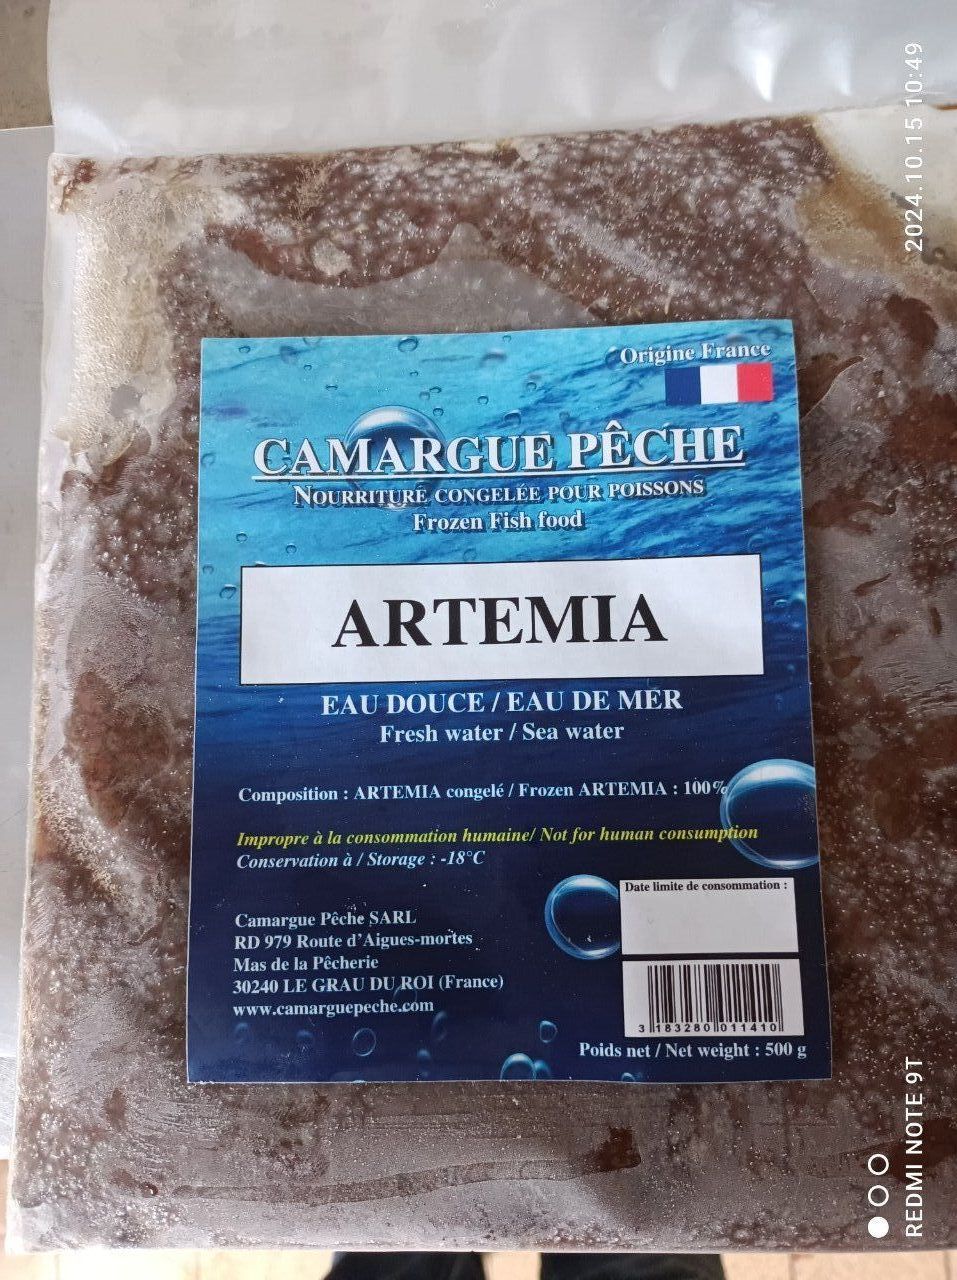 Origine France
CAMARGUE PÊCHE
NOURRITURE CONGELÉE POUR POISSONS
Frozen Fish food
ARTEMIA
EAU DOUCE / EAU DE MER
Fresh water / Sea water
Composition : ARTEMIA congelé / Frozen ARTEMIA : 100%
Impropre à la consommation humaine/ Not for human consumption
Conservation à / Storage : -18°C
Date limite de consommation :
Camargue Pêche SARL
RD 979 Route d'Aigues-mortes
Mas de la Pêcherie
30240 LE GRAU DU ROI (France)
www.camarguepeche.com
3 183280 011410
Poids net / Net weight : 500 g
2024.10.15 10:49
REDMI NOTE 9T